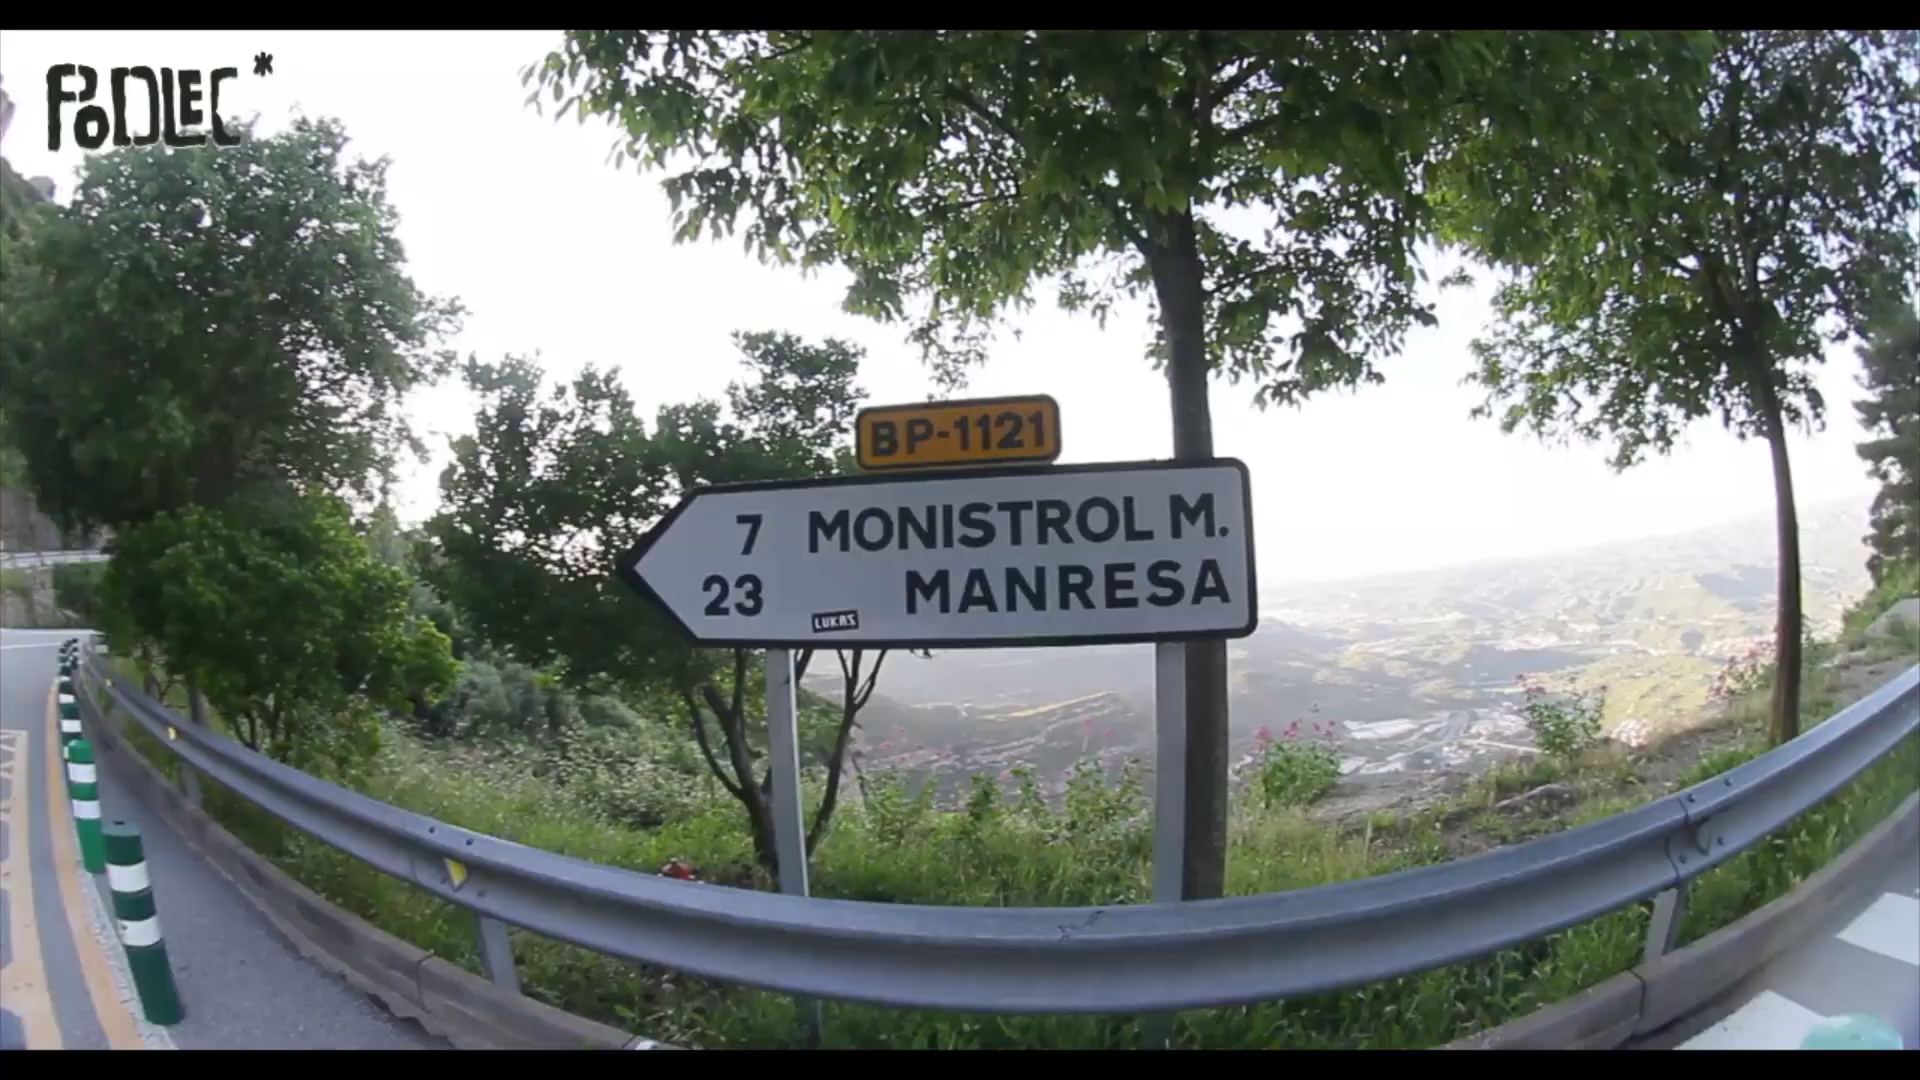 PODLEC*
BP-1121
7 MONISTROL M.
23 MANRESA
LUKAS